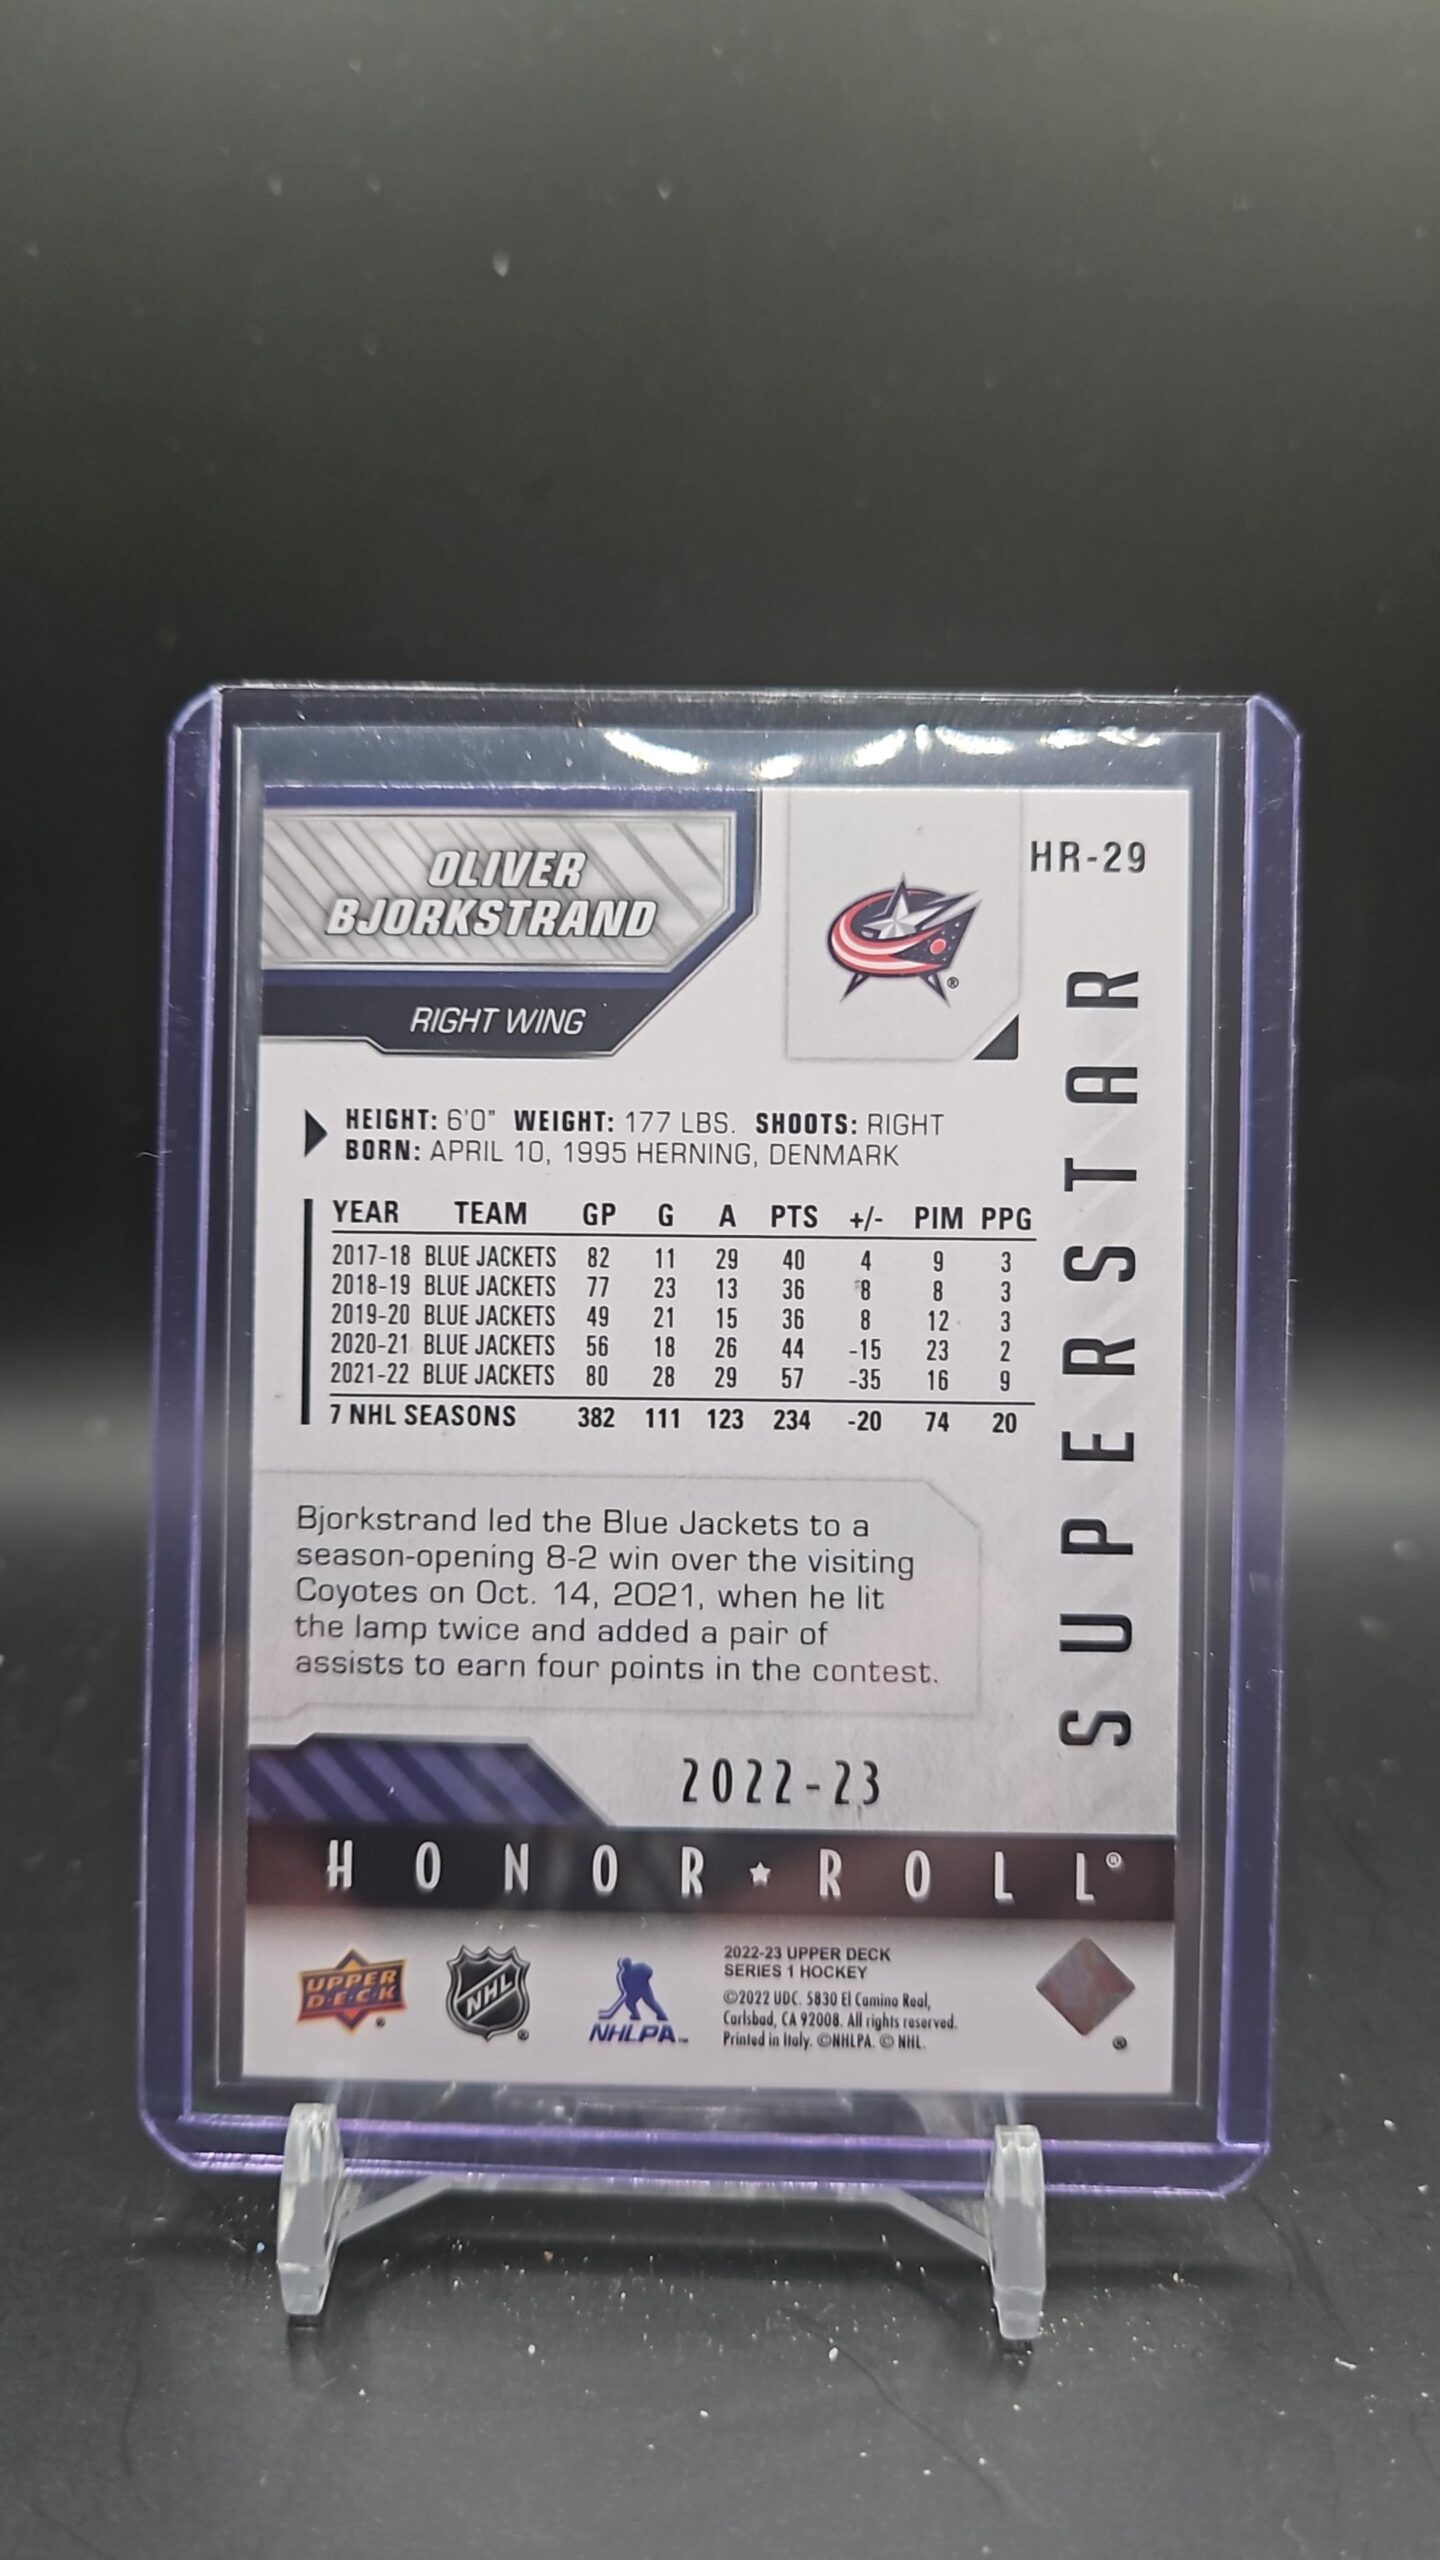 OLIVER
BJORKSTRAND
RIGHT WING
HR-29
SUPERSTAR
HEIGHT: 6'0" WEIGHT: 177 LBS. SHOOTS: RIGHT
BORN: APRIL 10, 1995 HERNING, DENMARK
YEAR TEAM GP G A PTS +/- PIM PPG
2017-18 BLUE JACKETS 82 11 29 40 4 9 3
2018-19 BLUE JACKETS 77 23 13 36 8 8 3
2019-20 BLUE JACKETS 49 21 15 36 8 12 3
2020-21 BLUE JACKETS 56 18 26 44 -15 23 2
2021-22 BLUE JACKETS 80 28 29 57 -35 16 9
7 NHL SEASONS 382 111 123 234 -20 74 20
Bjorkstrand led the Blue Jackets to a
season-opening 8-2 win over the visiting
Coyotes on Oct. 14, 2021, when he lit
the lamp twice and added a pair of
assists to earn four points in the contest.
2022-23
HONOR ★ ROLL®
UPPER
D·E·C·K
NHL
NHLPA™
2022-23 UPPER DECK
SERIES 1 HOCKEY
©2022 UDC. 5830 El Camino Real,
Carlsbad, CA 92008. All rights reserved.
Printed in Italy. ©NHLPA. © NHL.